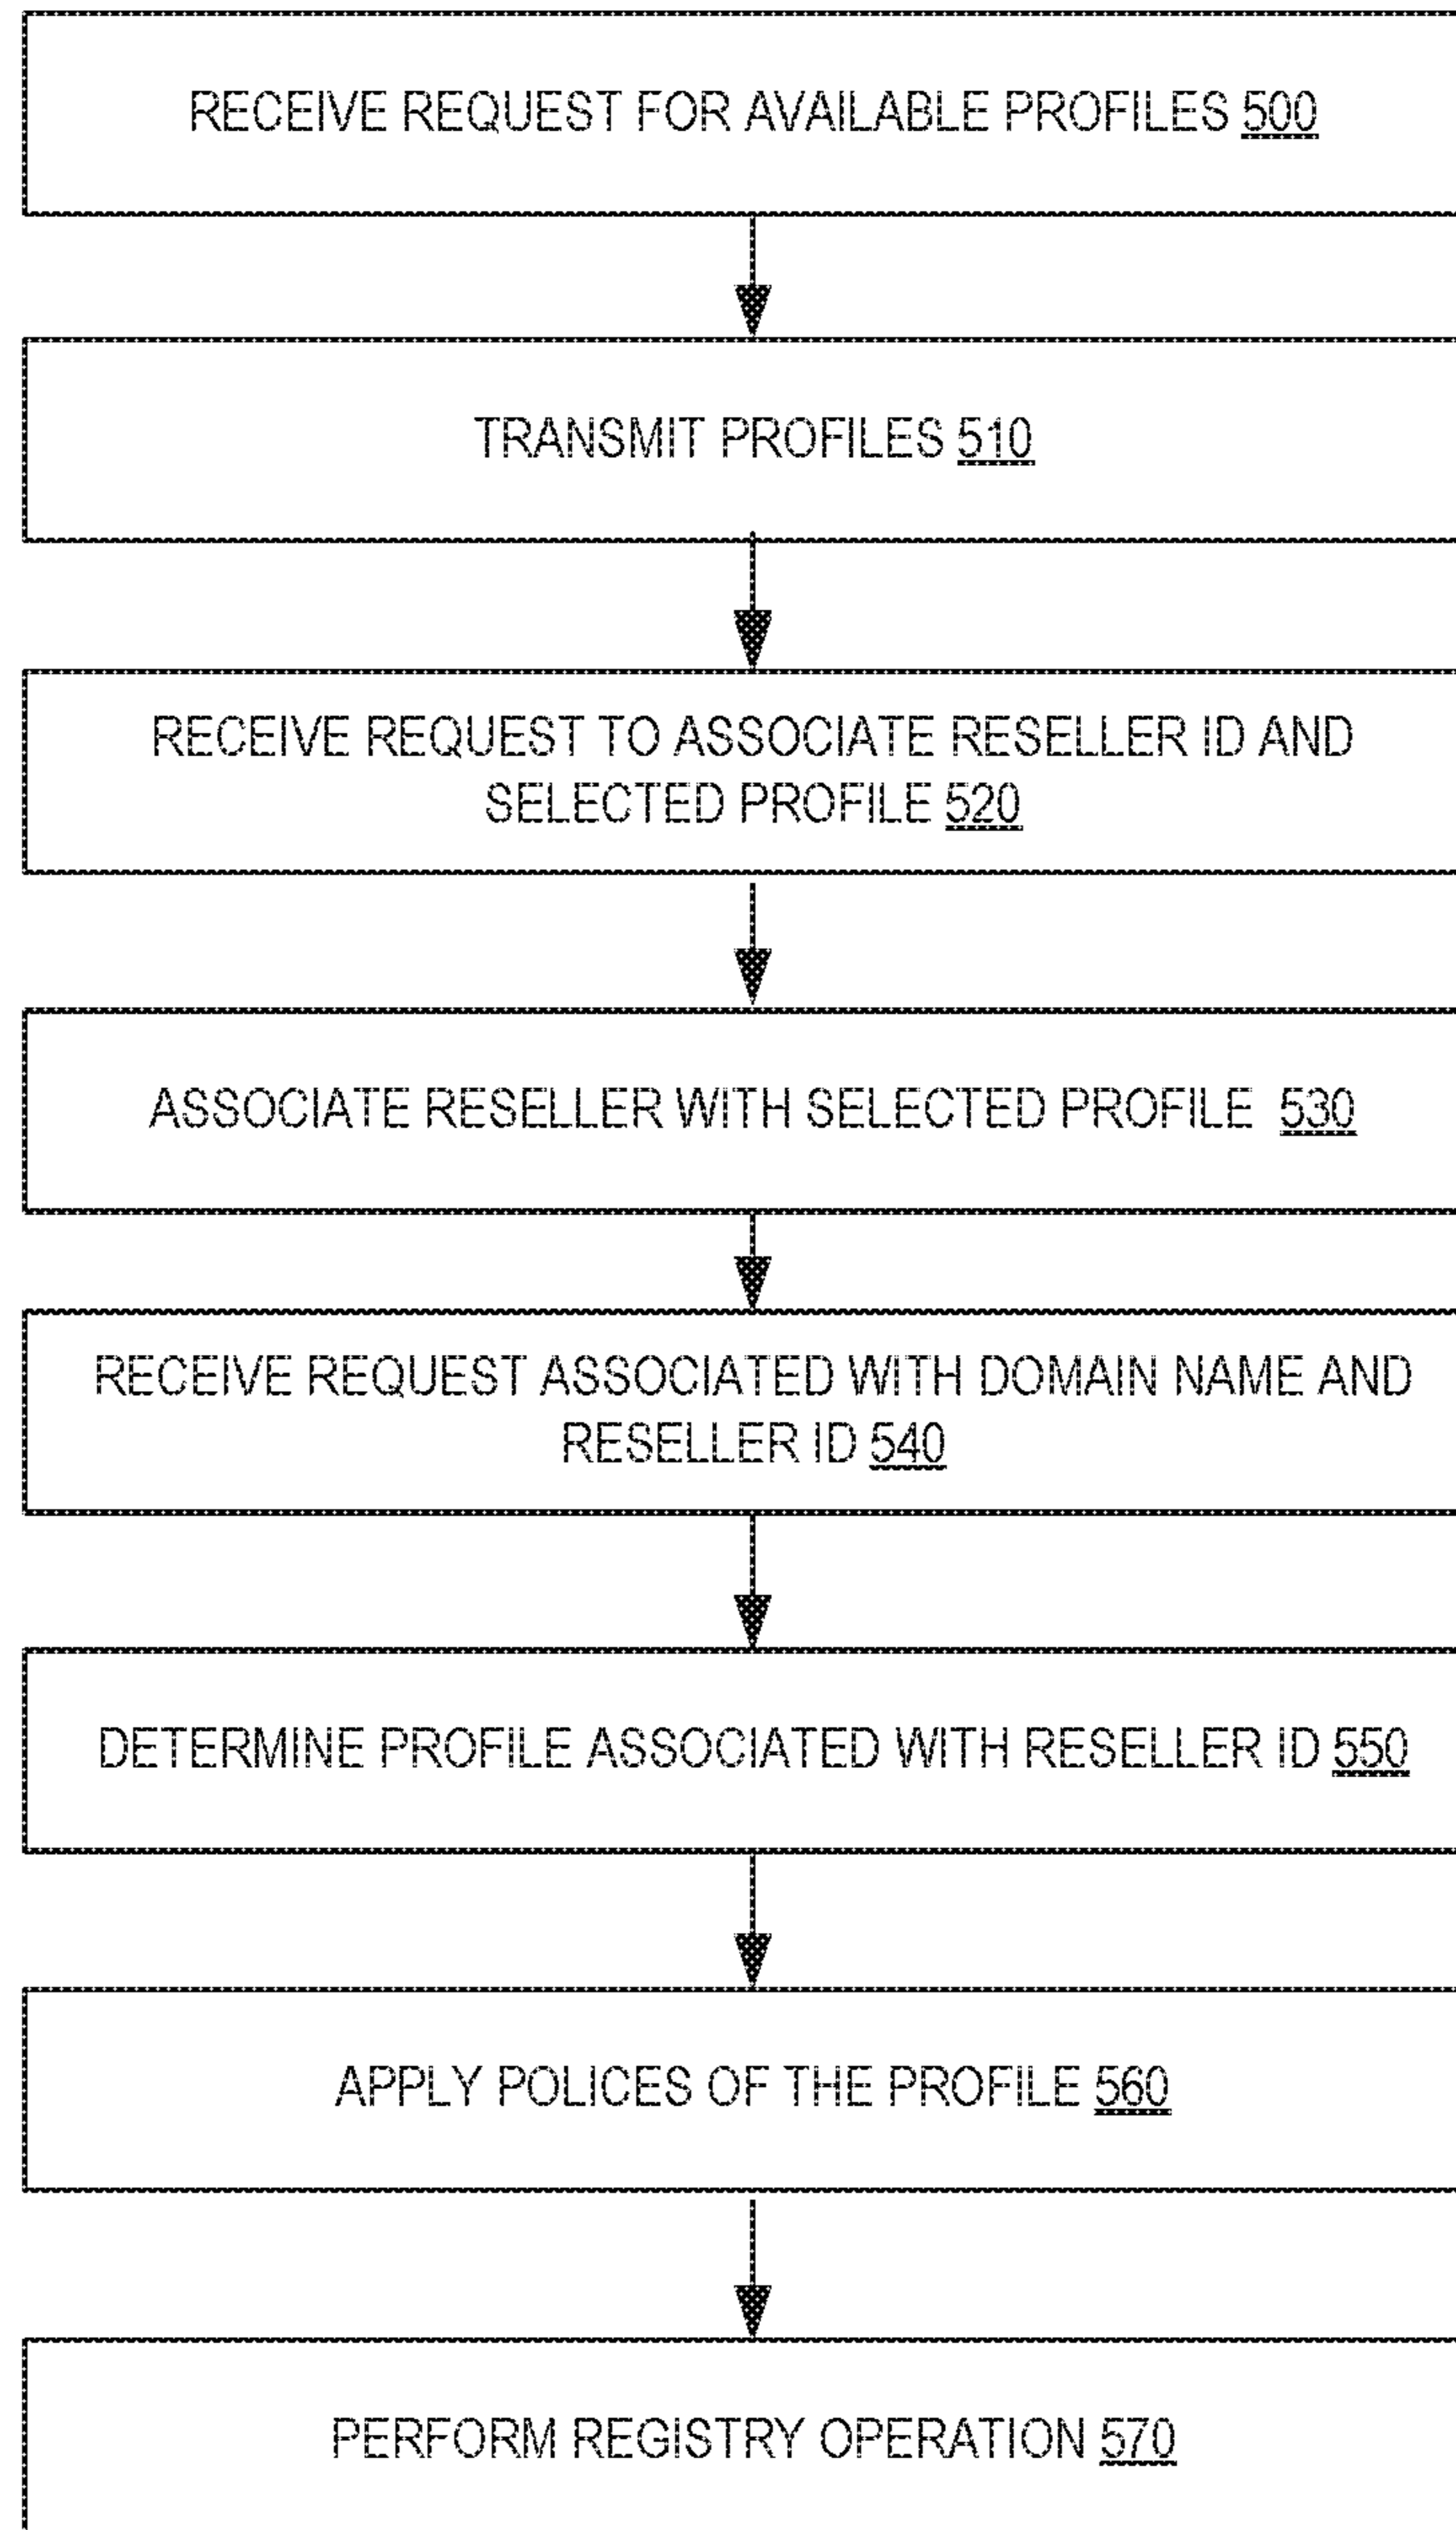 RECEIVE REQUEST FOR AVAILABLE PROFILES 500
TRANSMIT PROFILES 510
RECEIVE REQUEST TO ASSOCIATE RESELLER ID AND
SELECTED PROFILE 520
ASSOCIATE RESELLER WITH SELECTED PROFILE 530
RECEIVE REQUEST ASSOCIATED WITH DOMAIN NAME AND
RESELLER ID 540
DETERMINE PROFILE ASSOCIATED WITH RESELLER ID 550
APPLY POLICES OF THE PROFILE 560
PERFORM REGISTRY OPERATION 570